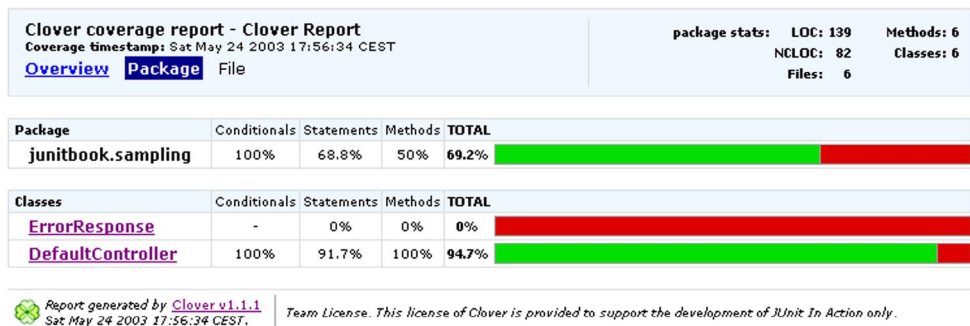 Clover coverage report - Clover Report
Coverage timestamp: Sat May 24 2003 17:56:34 CEST
Overview Package File
package stats: LOC: 139 Methods: 6
NCLOC: 82 Classes: 6
Files: 6
Package Conditionals Statements Methods TOTAL
junitbook.sampling 100% 68.8% 50% 69.2%
Classes Conditionals Statements Methods TOTAL
ErrorResponse - 0% 0% 0%
DefaultController 100% 91.7% 100% 94.7%
Report generated by Clover v1.1.1
Sat May 24 2003 17:56:34 CEST.
Team License. This license of Clover is provided to support the development of JUnit In Action only.